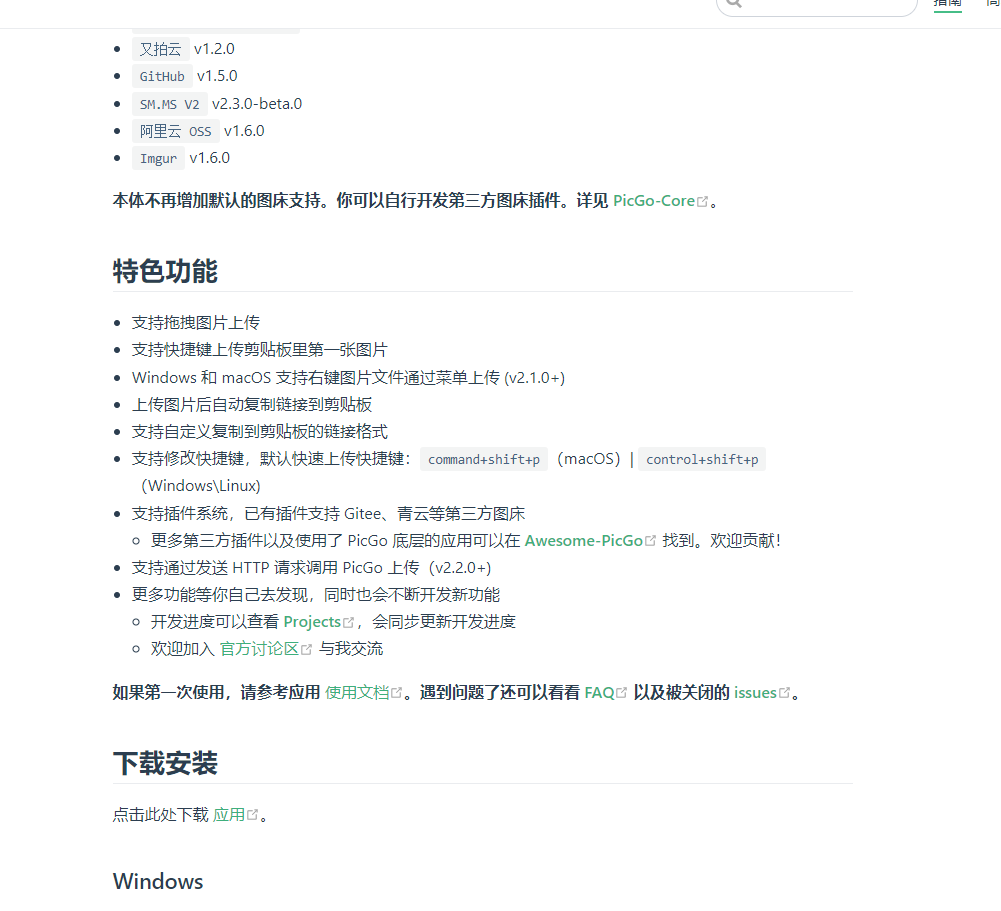 又拍云 v1.2.0
GitHub v1.5.0
SM.MS V2 v2.3.0-beta.0
阿里云 OSS v1.6.0
Imgur v1.6.0
本体不再增加默认的图床支持。你可以自行开发第三方图床插件。详见 PicGo-Core。
特色功能
支持拖拽图片上传
支持快捷键上传剪贴板里第一张图片
Windows 和 macOS 支持右键图片文件通过菜单上传 (v2.1.0+)
上传图片后自动复制链接到剪贴板
支持自定义复制到剪贴板的链接格式
支持修改快捷键，默认快速上传快捷键：command+shift+p（macOS）| control+shift+p
（Windows\Linux)
支持插件系统，已有插件支持 Gitee、青云等第三方图床
更多第三方插件以及使用了 PicGo 底层的应用可以在 Awesome-PicGo 找到。欢迎贡献！
支持通过发送 HTTP 请求调用 PicGo 上传（v2.2.0+)
更多功能等你自己去发现，同时也会不断开发新功能
开发进度可以查看 Projects，会同步更新开发进度
欢迎加入 官方讨论区 与我交流
如果第一次使用，请参考应用 使用文档。遇到问题了还可以看看 FAQ 以及被关闭的 issues。
下载安装
点击此处下载 应用。
Windows